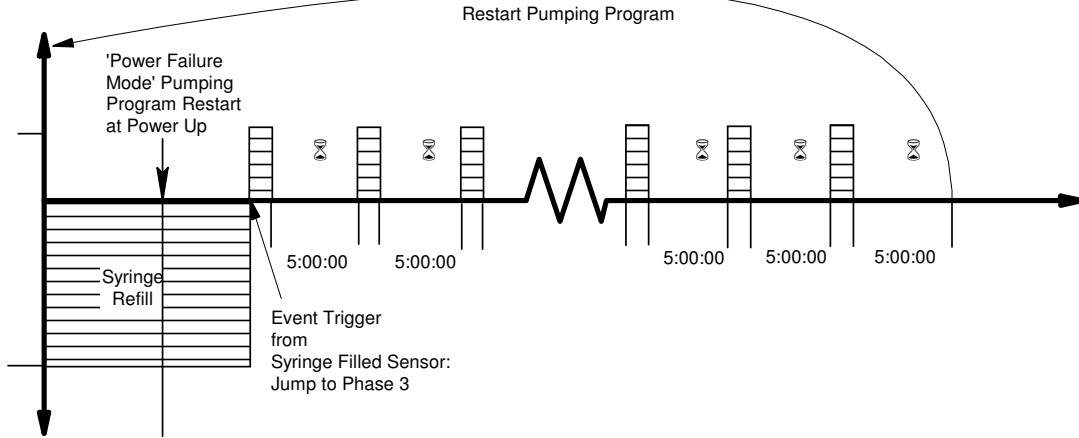 Restart Pumping Program
'Power Failure
Mode' Pumping
Program Restart
at Power Up
5:00:00
5:00:00
5:00:00
5:00:00
5:00:00
Syringe
Refill
Event Trigger
from
Syringe Filled Sensor:
Jump to Phase 3